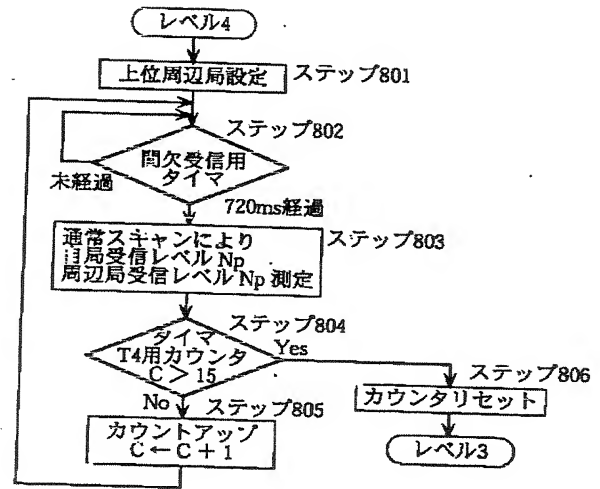 レベル4
上位周辺局設定
ステップ801
ステップ802
間欠受信用
タイマ
未経過
720ms経過
ステップ803
通常スキャンにより
自局受信レベル Np
周辺局受信レベル Np 測定
ステップ804
タイマ
T4用カウンタ
C > 15
Yes
No
ステップ805
カウントアップ
C ← C + 1
ステップ806
カウンタリセット
レベル3